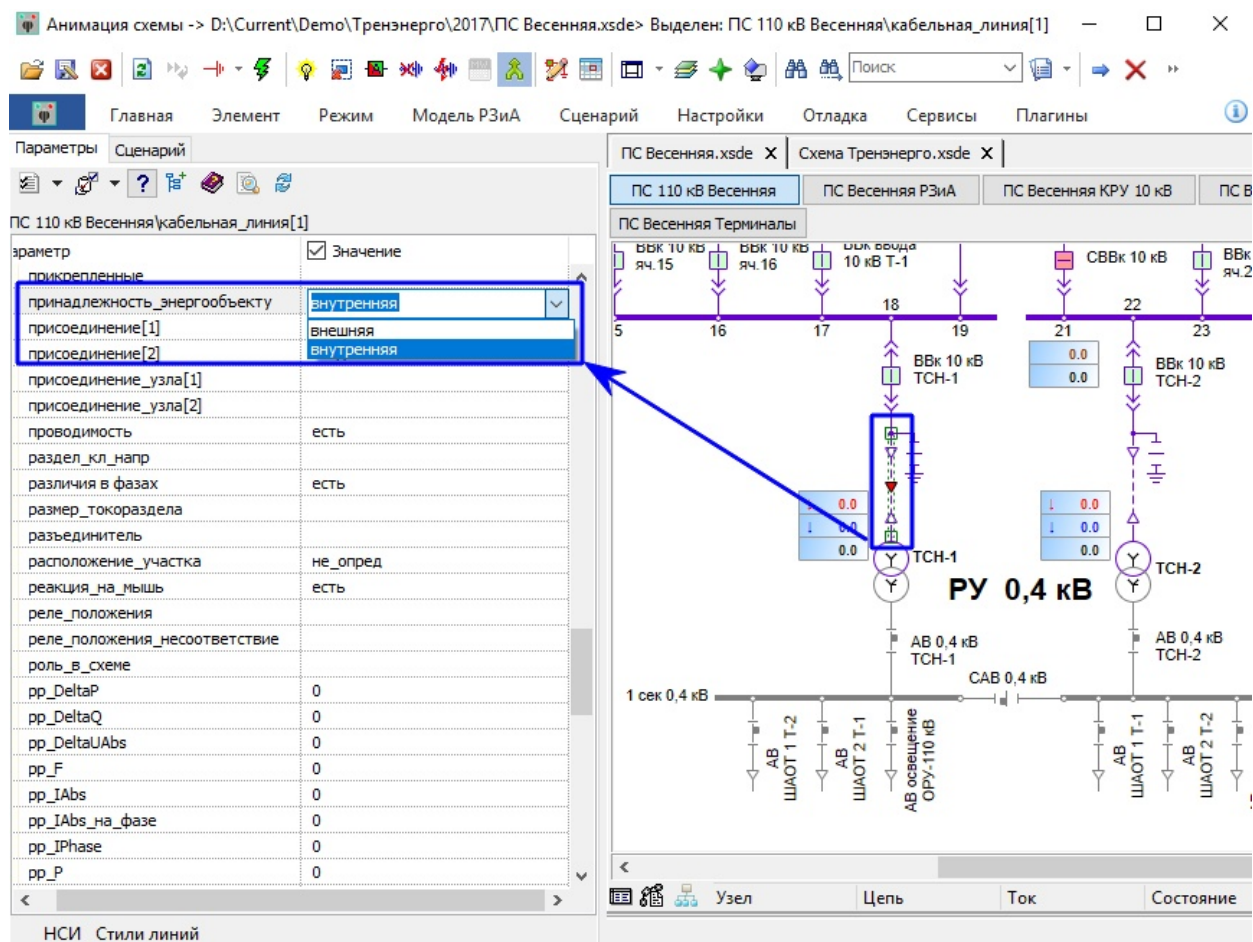 Анимация схемы -> D:\Current\Demo\Тренэнерго\2017\ПС Весенняя.xsde> Выделен: ПС 110 кВ Весенняя\кабельная_линия[1]
Поиск
Главная Элемент Режим Модель РЗиА Сценарий Настройки Отладка Сервисы Плагины
Параметры Сценарий
ПС 110 кВ Весенняя\кабельная_линия[1]
араметр Значение
прикрепленные
принадлежность_энергообъекту внутренняя
присоединение[1] внешняя
присоединение[2] внутренняя
присоединение_узла[1]
присоединение_узла[2]
проводимость есть
раздел_кл_напр
различия в фазах есть
размер_токораздела
разъединитель
расположение_участка не_опред
реакция_на_мышь есть
реле_положения
реле_положения_несоответствие
роль_в_схеме
pp_DeltaP 0
pp_DeltaQ 0
pp_DeltaUAbs 0
pp_F 0
pp_IAbs 0
pp_IAbs_на_фазе 0
pp_IPhase 0
pp_P 0
НСИ Стили линий
ПС Весенняя.xsde X Схема Тренэнерго.xsde X
ПС 110 кВ Весенняя ПС Весенняя РЗиА ПС Весенняя КРУ 10 кВ ПС В
ПС Весенняя Терминалы
ВВк 10 кВ ВВк 10 кВ ВВк ввода СВВк 10 кВ ВВк
яч.15 яч.16 10 кВ Т-1 яч.2
18 22
5 16 17 19 21 23
ВВк 10 кВ 0.0 ВВк 10 кВ
ТСН-1 0.0 ТСН-2
0.0 0.0
0.0 0.0
0.0 ТСН-1 0.0 ТСН-2
РУ 0,4 кВ
АВ 0,4 кВ АВ 0,4 кВ
ТСН-1 ТСН-2
САВ 0,4 кВ
1 сек 0,4 кВ
АВ
ШАОТ 1 Т-2
АВ
ШАОТ 2 Т-1
АВ освещение
ОРУ-110 кВ
АВ
ШАОТ 1 Т-1
АВ
ШАОТ 2 Т-2
Узел Цепь Ток Состояние